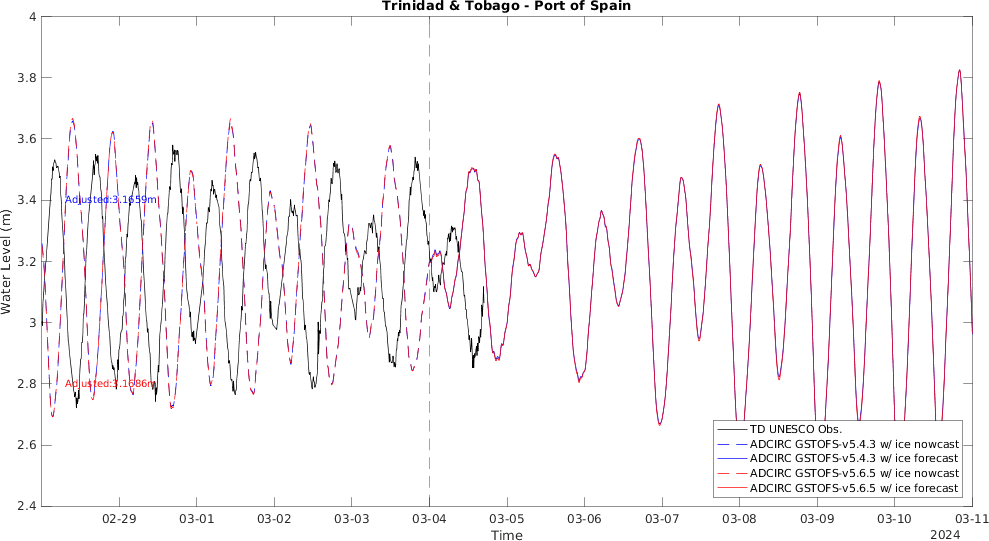 Trinidad & Tobago - Port of Spain
4
3.8
3.6
3.4
3.2
3
2.8
2.6
2.4
Water Level (m)
Adjusted:3.1659m
Adjusted:3.1686m
TD UNESCO Obs.
ADCIRC GSTOFS-v5.4.3 w/ ice nowcast
ADCIRC GSTOFS-v5.4.3 w/ ice forecast
ADCIRC GSTOFS-v5.6.5 w/ ice nowcast
ADCIRC GSTOFS-v5.6.5 w/ ice forecast
02-29 03-01 03-02 03-03 03-04 03-05 03-06 03-07 03-08 03-09 03-10 03-11
Time 2024